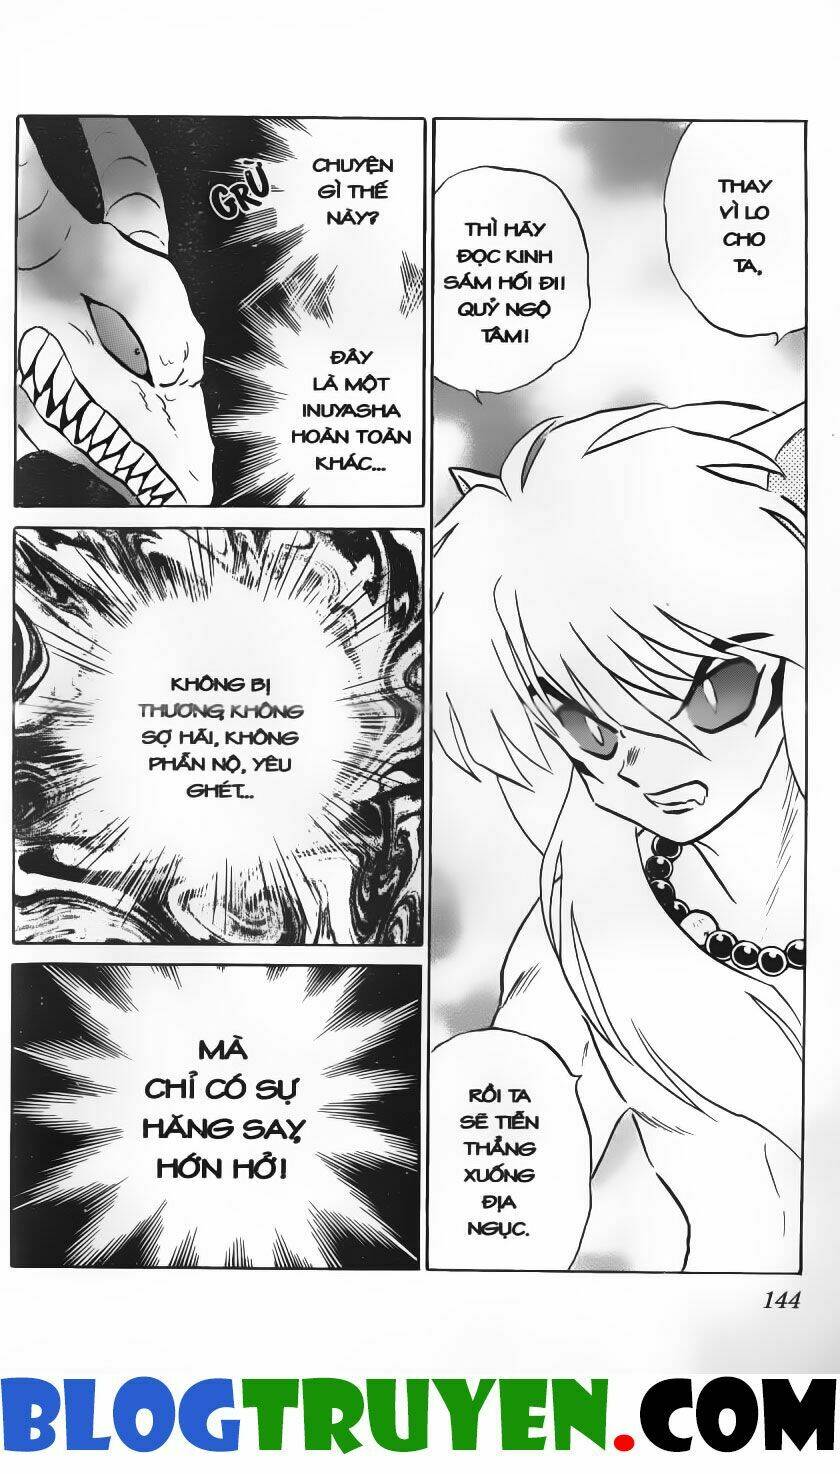 THAY
VÌ LO
CHO
TA,
THÌ HÃY
ĐỌC KINH
SÁM HỐI ĐI!
QUỶ NGỘ
TÂM!
RỒI TA
SẼ TIỄN
THẲNG
XUỐNG
ĐỊA
NGỤC.
CHUYỆN
GÌ THẾ
NÀY?
GRỪ
ĐÂY
LÀ MỘT
INUYASHA
HOÀN TOÀN
KHÁC...
KHÔNG BỊ
THƯƠNG, KHÔNG
SỢ HÃI, KHÔNG
PHẪN NỘ, YÊU
GHÉT...
MÀ
CHỈ CÓ SỰ
HĂNG SAY,
HỚN HỞ!
144
BLOGTRUYEN.COM